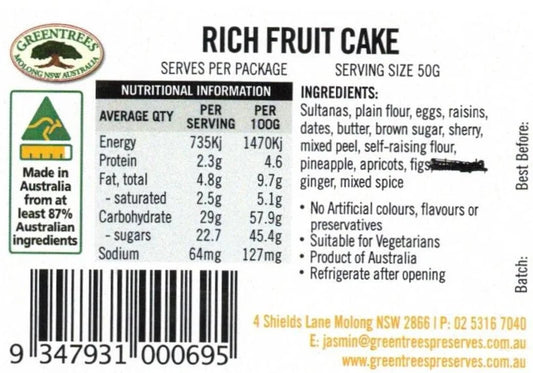 GREENTREES
MOLONG NSW AUSTRALIA
RICH FRUIT CAKE
SERVES PER PACKAGE SERVING SIZE 50G
NUTRITIONAL INFORMATION
AVERAGE QTY PER SERVING PER 100G
Energy 735Kj 1470Kj
Protein 2.3g 4.6
Fat, total 4.8g 9.7g
- saturated 2.5g 5.1g
Carbohydrate 29g 57.9g
- sugars 22.7 45.4g
Sodium 64mg 127mg
INGREDIENTS:
Sultanas, plain flour, eggs, raisins,
dates, butter, brown sugar, sherry,
mixed peel, self-raising flour,
pineapple, apricots, figs
ginger, mixed spice
• No Artificial colours, flavours or
preservatives
• Suitable for Vegetarians
• Product of Australia
• Refrigerate after opening
Best Before:
Batch:
Made in
Australia
from at
least 87%
Australian
ingredients
9 347931 000695
4 Shields Lane Molong NSW 2866 I P: 02 5316 7040
E: jasmin@greentreespreserves.com.au
www.greentreespreserves.com.au